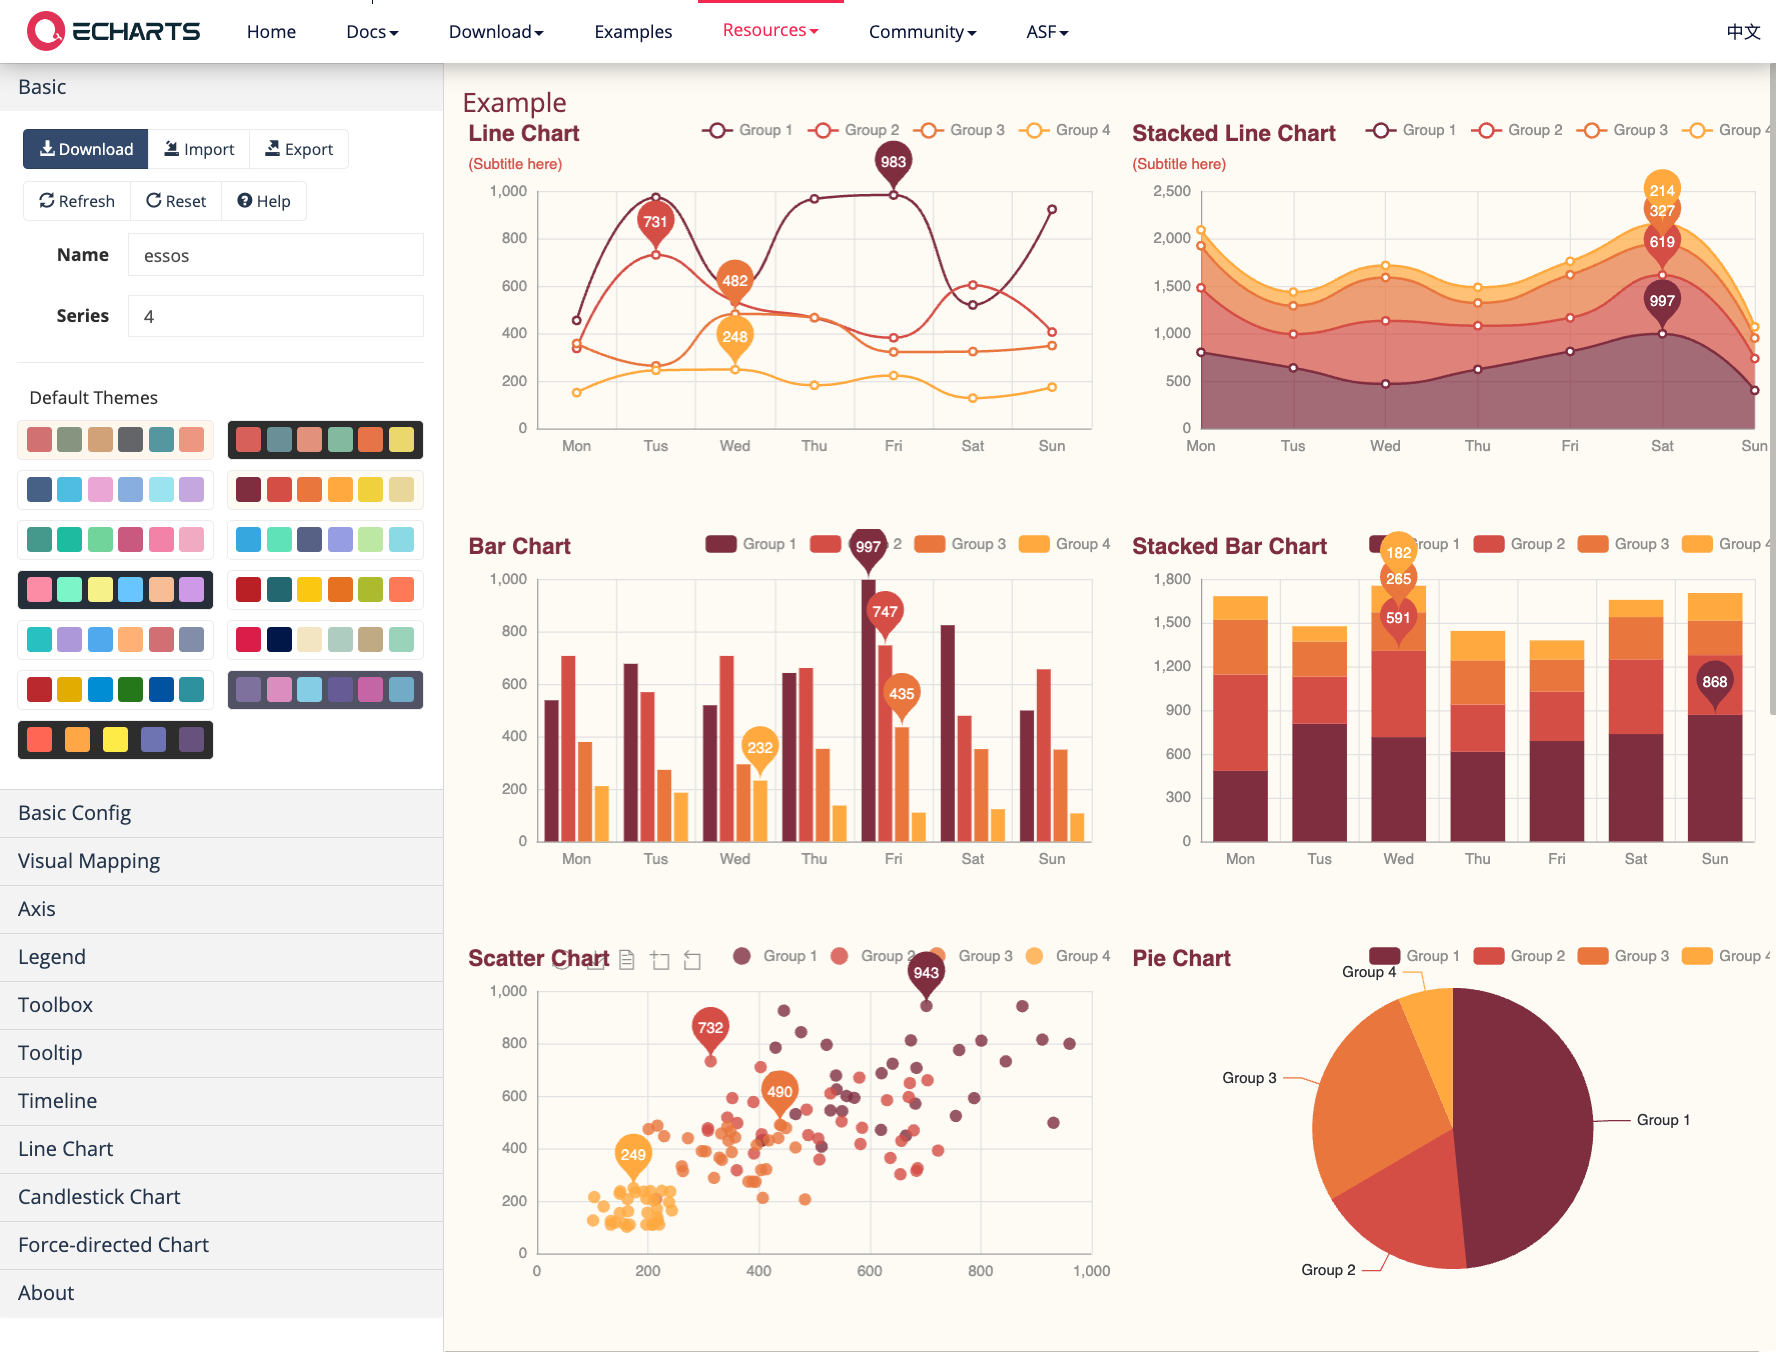 ECHARTS Home Docs Download Examples Resources Community ASF 中文
Basic
Download Import Export
Refresh Reset Help
Name essos
Series 4
Default Themes
Basic Config
Visual Mapping
Axis
Legend
Toolbox
Tooltip
Timeline
Line Chart
Candlestick Chart
Force-directed Chart
About
Example
Line Chart
(Subtitle here)
Group 1 Group 2 Group 3 Group 4
983
731
482
248
1,000
800
600
400
200
0
Mon Tus Wed Thu Fri Sat Sun
Stacked Line Chart
(Subtitle here)
Group 1 Group 2 Group 3 Group 4
214
327
619
997
2,500
2,000
1,500
1,000
500
0
Mon Tus Wed Thu Fri Sat Sun
Bar Chart
Group 1 2 Group 3 Group 4
997
747
435
232
1,000
800
600
400
200
0
Mon Tus Wed Thu Fri Sat Sun
Stacked Bar Chart
roup 1 Group 2 Group 3 Group 4
182
265
591
868
1,800
1,500
1,200
900
600
300
0
Mon Tus Wed Thu Fri Sat Sun
Scatter Chart
Group 1 Group 2 Group 3 Group 4
943
732
490
249
1,000
800
600
400
200
0
0 200 400 600 800 1,000
Pie Chart
Group 1 Group 2 Group 3 Group 4
Group 4
Group 3
Group 1
Group 2